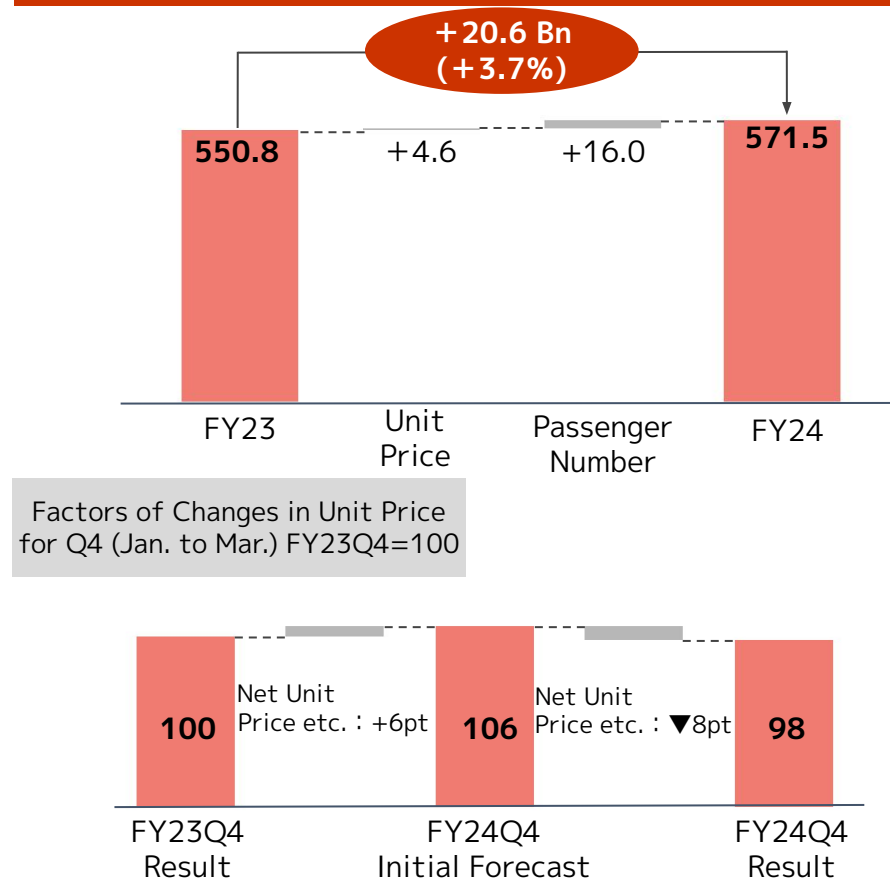 ＋20.6 Bn
(＋3.7%)
550.8
＋4.6
+16.0
571.5
FY23
Unit
Price
Passenger
Number
FY24
Factors of Changes in Unit Price
for Q4 (Jan. to Mar.) FY23Q4=100
Net Unit
Price etc.：+6pt
Net Unit
Price etc.：▼8pt
100
106
98
FY23Q4
Result
FY24Q4
Initial Forecast
FY24Q4
Result